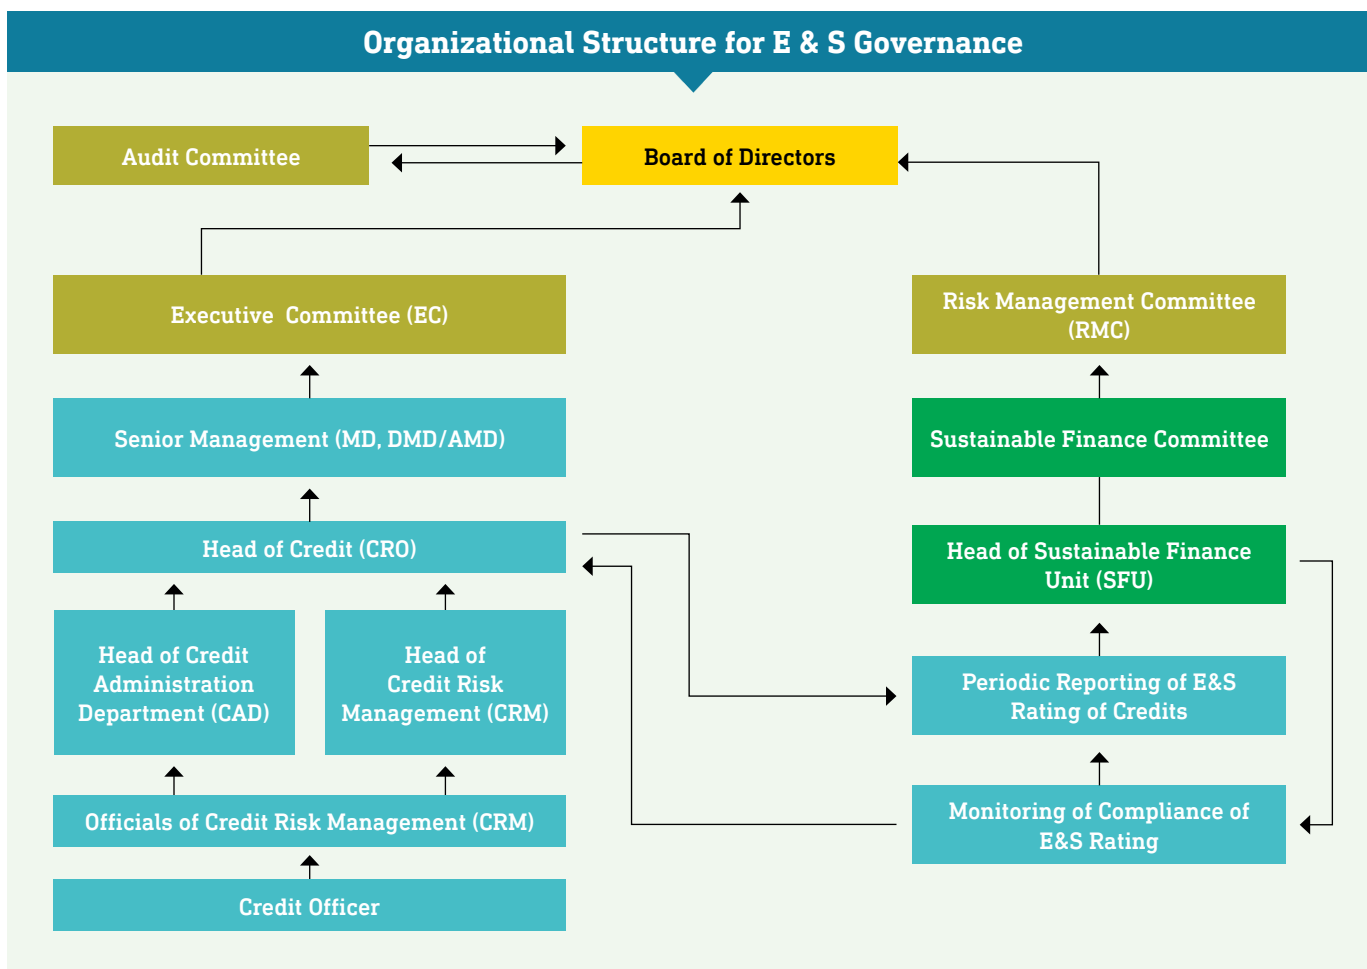 Organizational Structure for E & S Governance
Audit Committee
Board of Directors
Executive Committee (EC)
Risk Management Committee
(RMC)
Senior Management (MD, DMD/AMD)
Sustainable Finance Committee
Head of Credit (CRO)
Head of Sustainable Finance
Unit (SFU)
Head of Credit
Administration
Department (CAD)
Head of
Credit Risk
Management (CRM)
Periodic Reporting of E&S
Rating of Credits
Officials of Credit Risk Management (CRM)
Monitoring of Compliance of
E&S Rating
Credit Officer